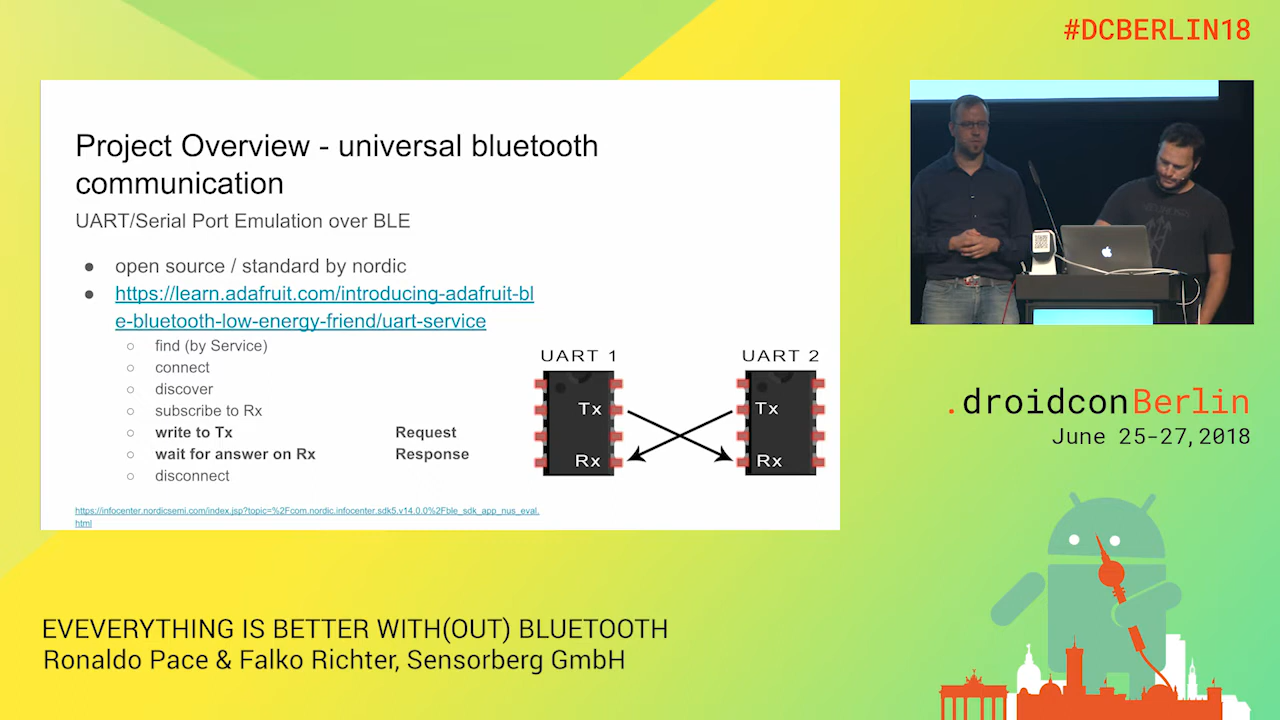 #DCBERLIN18
Project Overview - universal bluetooth
communication
UART/Serial Port Emulation over BLE
● open source / standard by nordic
● https://learn.adafruit.com/introducing-adafruit-bl
e-bluetooth-low-energy-friend/uart-service
○ find (by Service)
○ connect
○ discover
○ subscribe to Rx
○ write to Tx Request
○ wait for answer on Rx Response
○ disconnect
UART 1 UART 2
Tx Tx
Rx Rx
https://infocenter.nordicsemi.com/index.jsp?topic=%2Fcom.nordic.infocenter.sdk5.v14.0.0%2Fble_sdk_app_nus_eval.
html
.droidconBerlin
June 25-27,2018
EVEVERYTHING IS BETTER WITH(OUT) BLUETOOTH
Ronaldo Pace & Falko Richter, Sensorberg GmbH